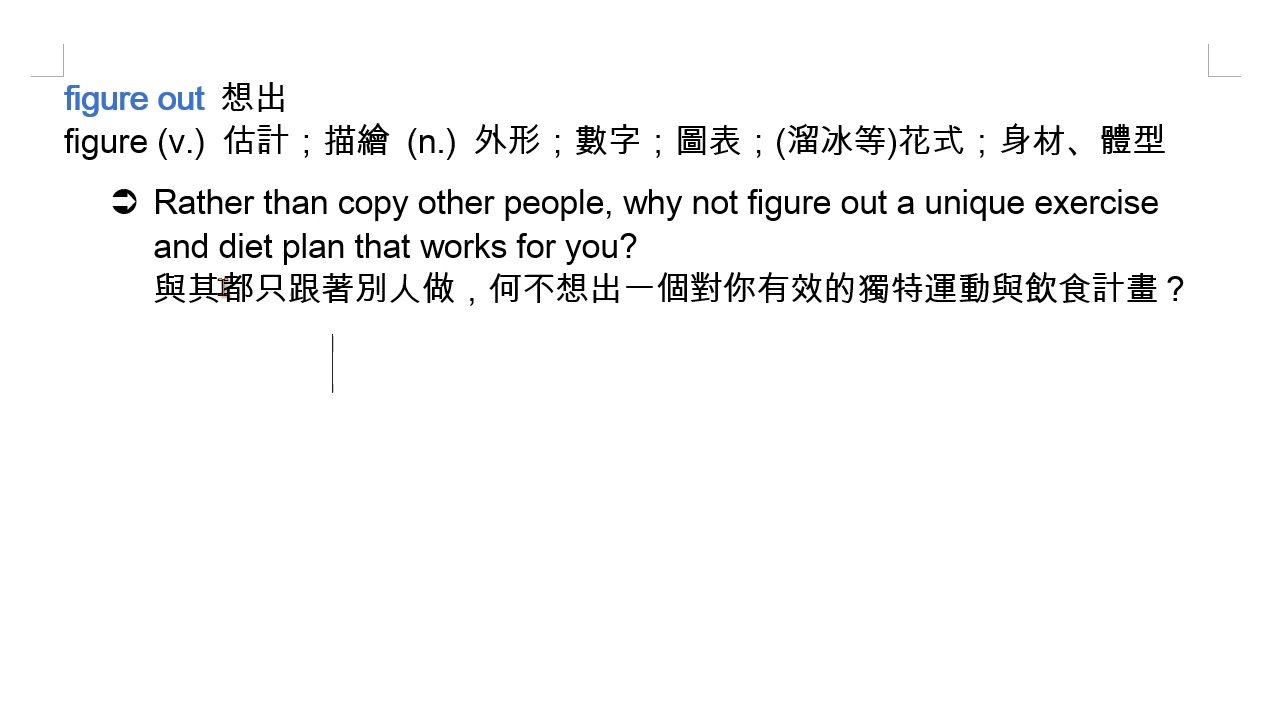 figure out 想出
figure (v.) 估計；描繪 (n.) 外形；數字；圖表；(溜冰等)花式；身材、體型
➲ Rather than copy other people, why not figure out a unique exercise
and diet plan that works for you?
與其都只跟著別人做，何不想出一個對你有效的獨特運動與飲食計畫？